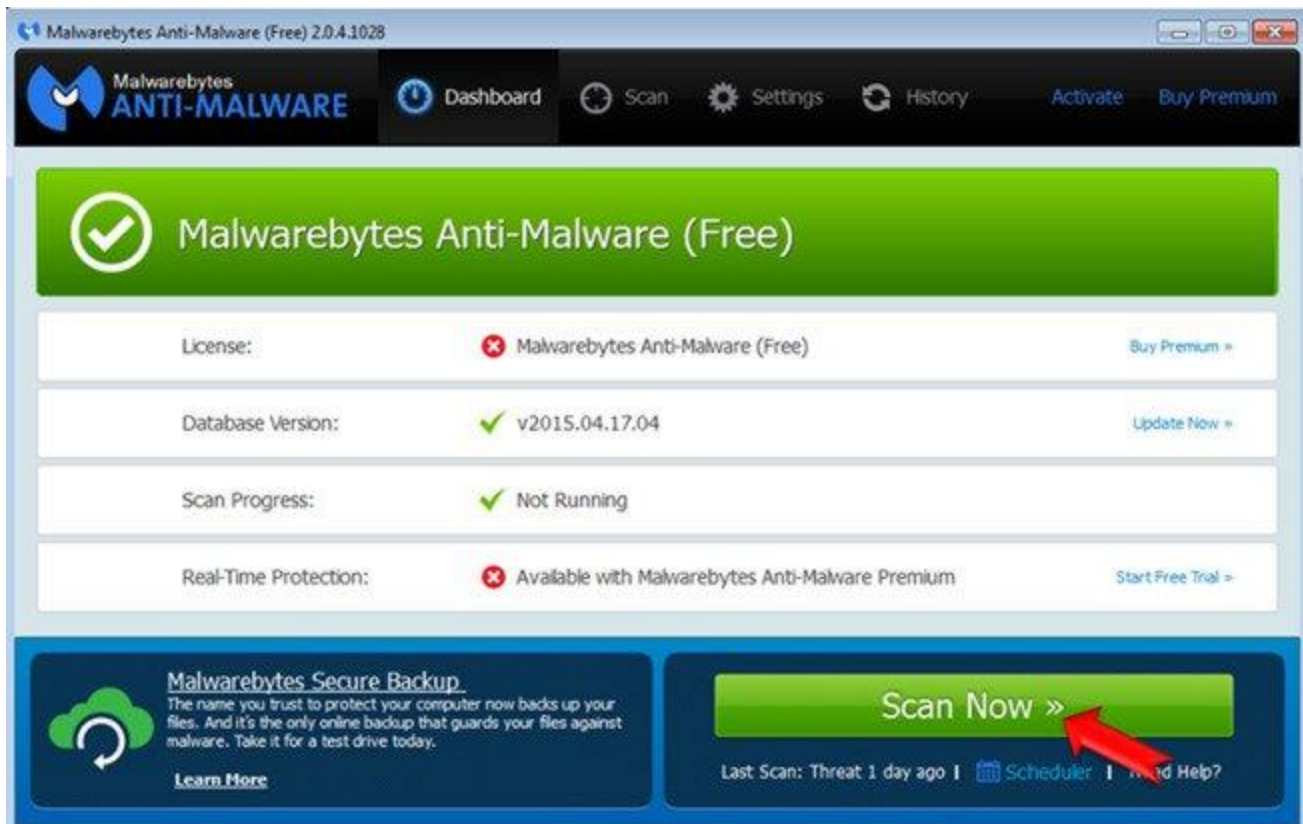 Malwarebytes Anti-Malware (Free) 2.0.4.1028
Malwarebytes
ANTI-MALWARE
Dashboard
Scan
Settings
History
Activate
Buy Premium
Malwarebytes Anti-Malware (Free)
License:
Malwarebytes Anti-Malware (Free)
Buy Premium »
Database Version:
v2015.04.17.04
Update Now »
Scan Progress:
Not Running
Real-Time Protection:
Available with Malwarebytes Anti-Malware Premium
Start Free Trial »
Malwarebytes Secure Backup
The name you trust to protect your computer now backs up your
files. And it's the only online backup that guards your files against
malware. Take it for a test drive today.
Learn More
Scan Now »
Last Scan: Threat 1 day ago | Scheduler | Need Help?